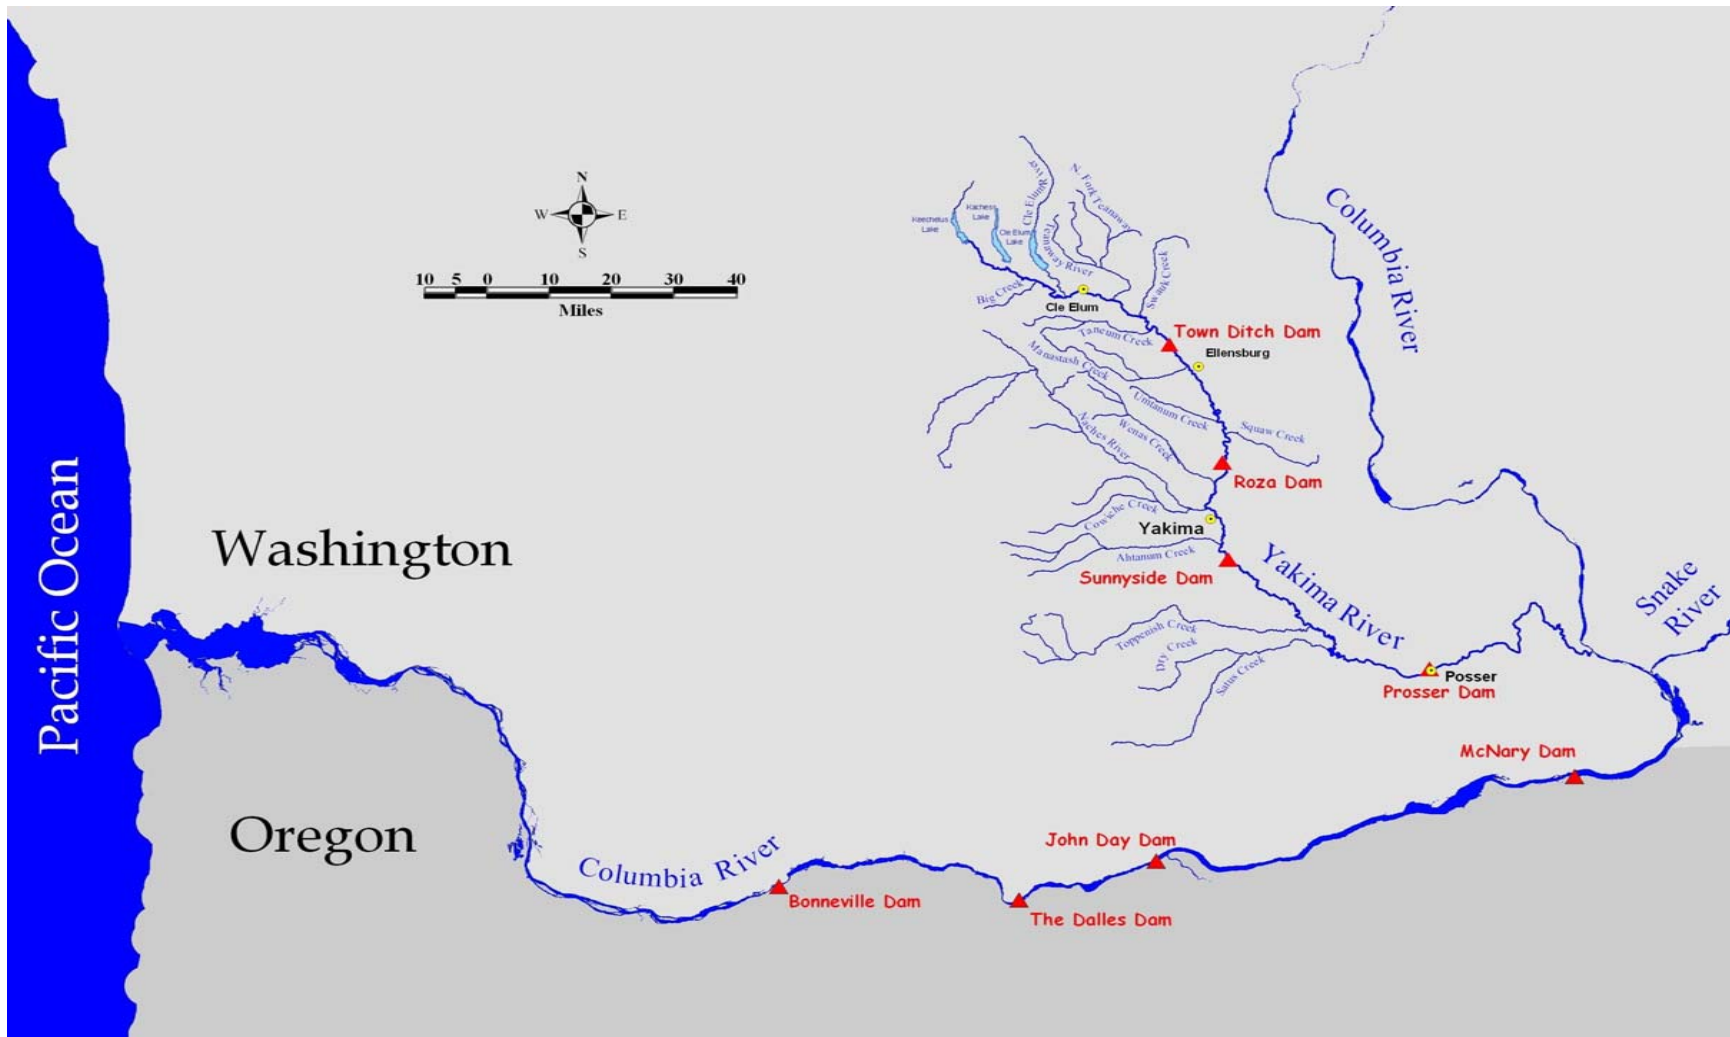 N
W
E
S
10 5 0 10 20 30 40
Miles
Pacific Ocean
Washington
Oregon
Keechelus
Lake
Kachess
Lake
Cle Elum
Lake
Cle Elum River
Teanaway River
N. Fork Teanaway
Swauk Creek
Big Creek
Cle Elum
Taneum Creek
Town Ditch Dam
Ellensburg
Manastash Creek
Umtanum Creek
Squaw Creek
Wenas Creek
Naches River
Roza Dam
Cowiche Creek
Yakima
Ahtanum Creek
Sunnyside Dam
Yakima River
Toppenish Creek
Dry Creek
Satus Creek
Posser
Prosser Dam
Columbia River
Snake
River
McNary Dam
John Day Dam
The Dalles Dam
Bonneville Dam
Columbia River